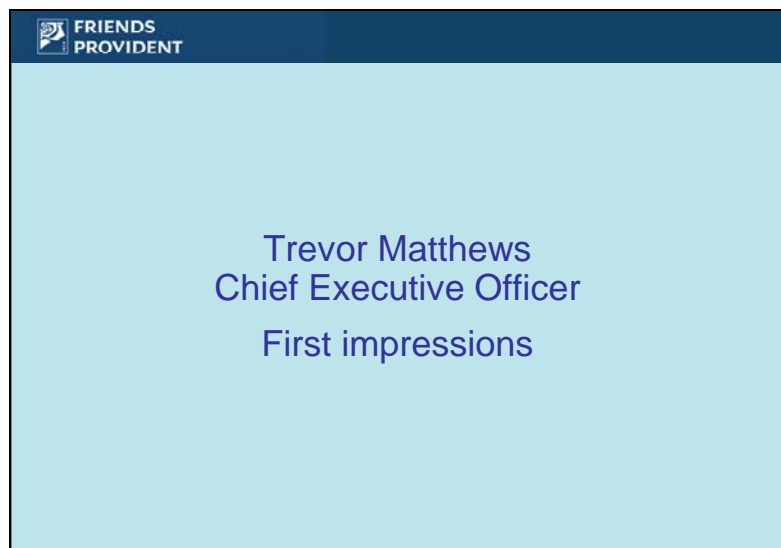 FRIENDS
PROVIDENT
Trevor Matthews
Chief Executive Officer
First impressions